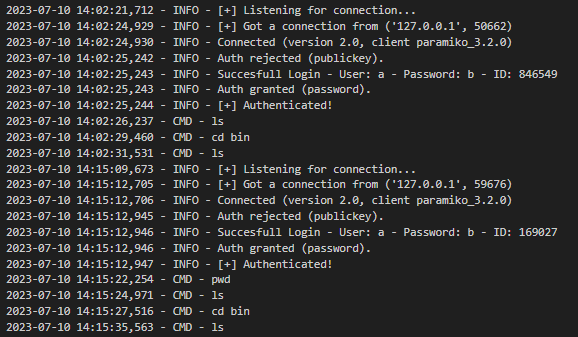 2023-07-10 14:02:21,712 - INFO - [+] Listening for connection...
2023-07-10 14:02:24,929 - INFO - [+] Got a connection from ('127.0.0.1', 50662)
2023-07-10 14:02:24,930 - INFO - Connected (version 2.0, client paramiko_3.2.0)
2023-07-10 14:02:25,242 - INFO - Auth rejected (publickey).
2023-07-10 14:02:25,243 - INFO - Succesfull Login - User: a - Password: b - ID: 846549
2023-07-10 14:02:25,243 - INFO - Auth granted (password).
2023-07-10 14:02:25,244 - INFO - [+] Authenticated!
2023-07-10 14:02:26,237 - CMD - ls
2023-07-10 14:02:29,460 - CMD - cd bin
2023-07-10 14:02:31,531 - CMD - ls
2023-07-10 14:15:09,673 - INFO - [+] Listening for connection...
2023-07-10 14:15:12,705 - INFO - [+] Got a connection from ('127.0.0.1', 59676)
2023-07-10 14:15:12,706 - INFO - Connected (version 2.0, client paramiko_3.2.0)
2023-07-10 14:15:12,945 - INFO - Auth rejected (publickey).
2023-07-10 14:15:12,946 - INFO - Succesfull Login - User: a - Password: b - ID: 169027
2023-07-10 14:15:12,946 - INFO - Auth granted (password).
2023-07-10 14:15:12,947 - INFO - [+] Authenticated!
2023-07-10 14:15:22,254 - CMD - pwd
2023-07-10 14:15:24,971 - CMD - ls
2023-07-10 14:15:27,516 - CMD - cd bin
2023-07-10 14:15:35,563 - CMD - ls